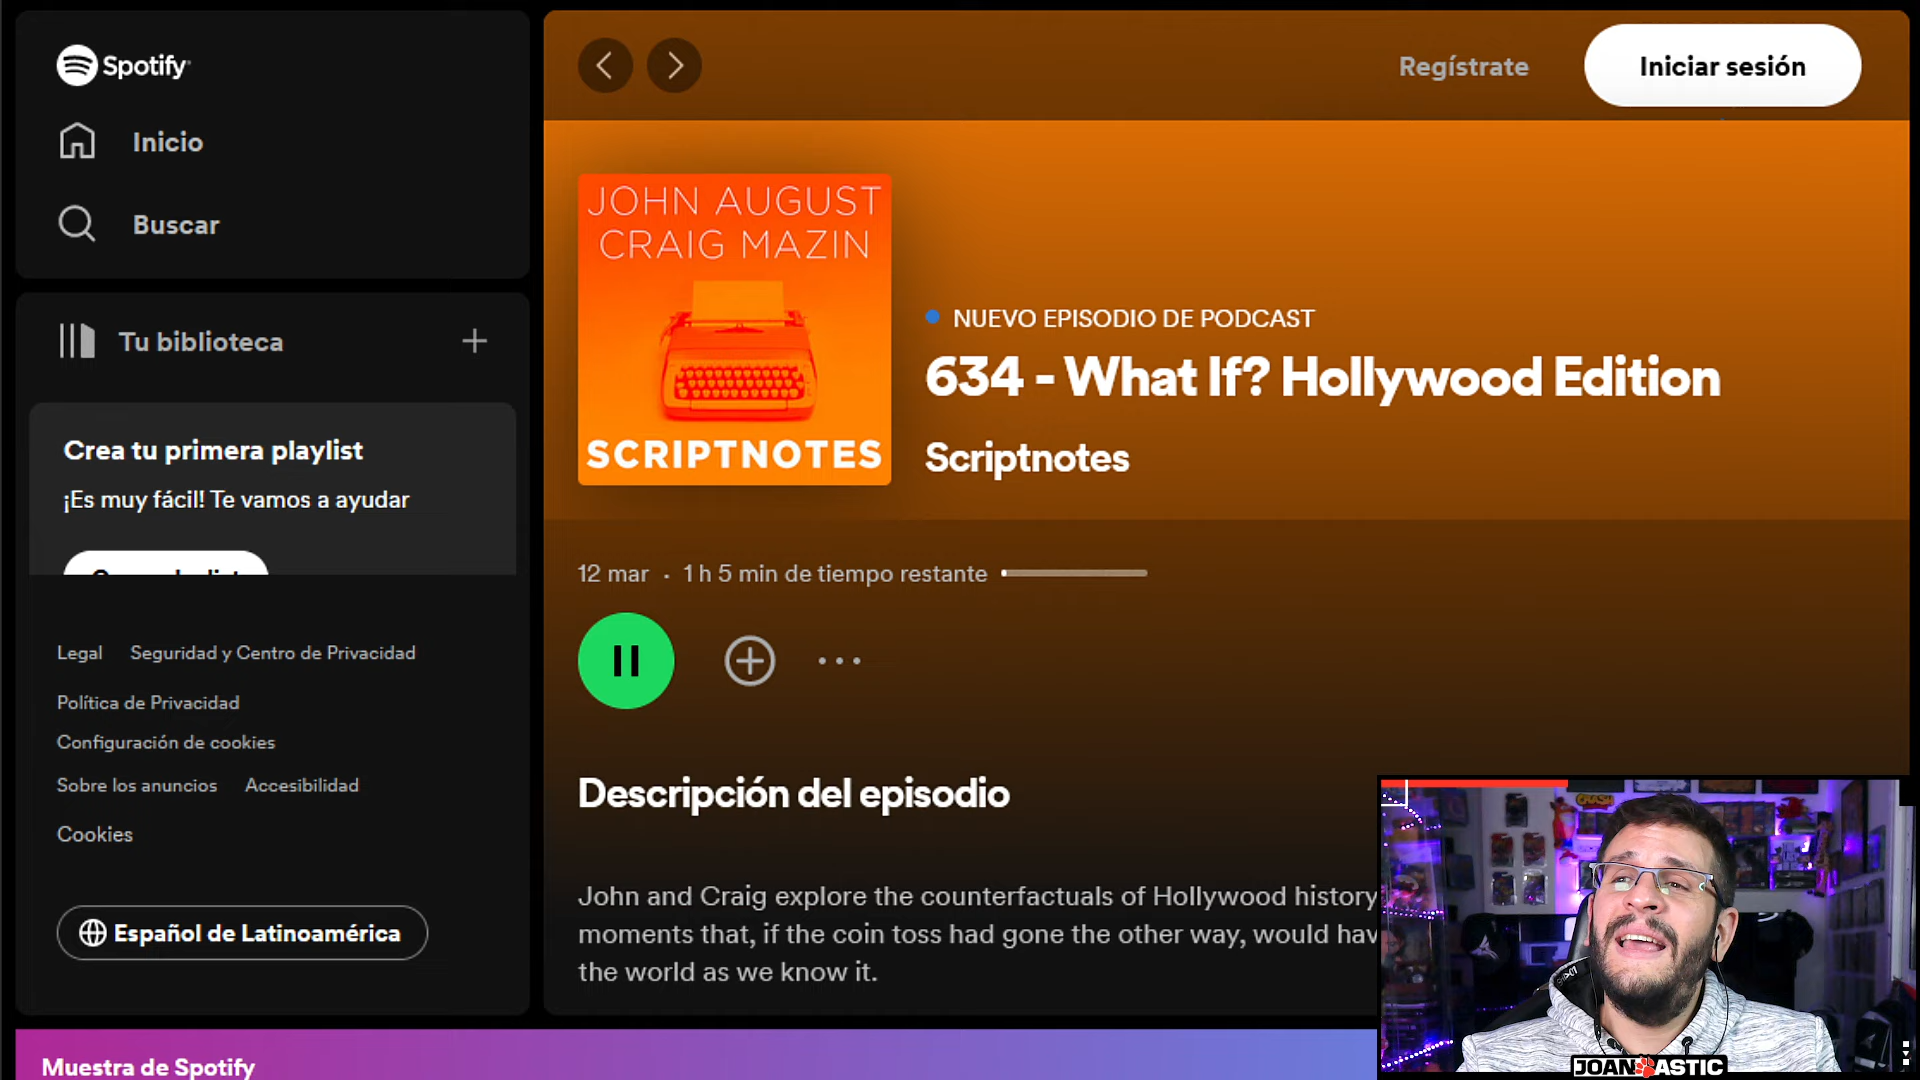 Spotify
Inicio
Buscar
Tu biblioteca
Crea tu primera playlist
¡Es muy fácil! Te vamos a ayudar
Legal
Seguridad y Centro de Privacidad
Política de Privacidad
Configuración de cookies
Sobre los anuncios
Accesibilidad
Cookies
Español de Latinoamérica
Muestra de Spotify
Regístrate
Iniciar sesión
JOHN AUGUST
CRAIG MAZIN
SCRIPTNOTES
NUEVO EPISODIO DE PODCAST
634 - What If? Hollywood Edition
Scriptnotes
12 mar · 1 h 5 min de tiempo restante
Descripción del episodio
John and Craig explore the counterfactuals of Hollywood history
moments that, if the coin toss had gone the other way, would hav
the world as we know it.
CRASH